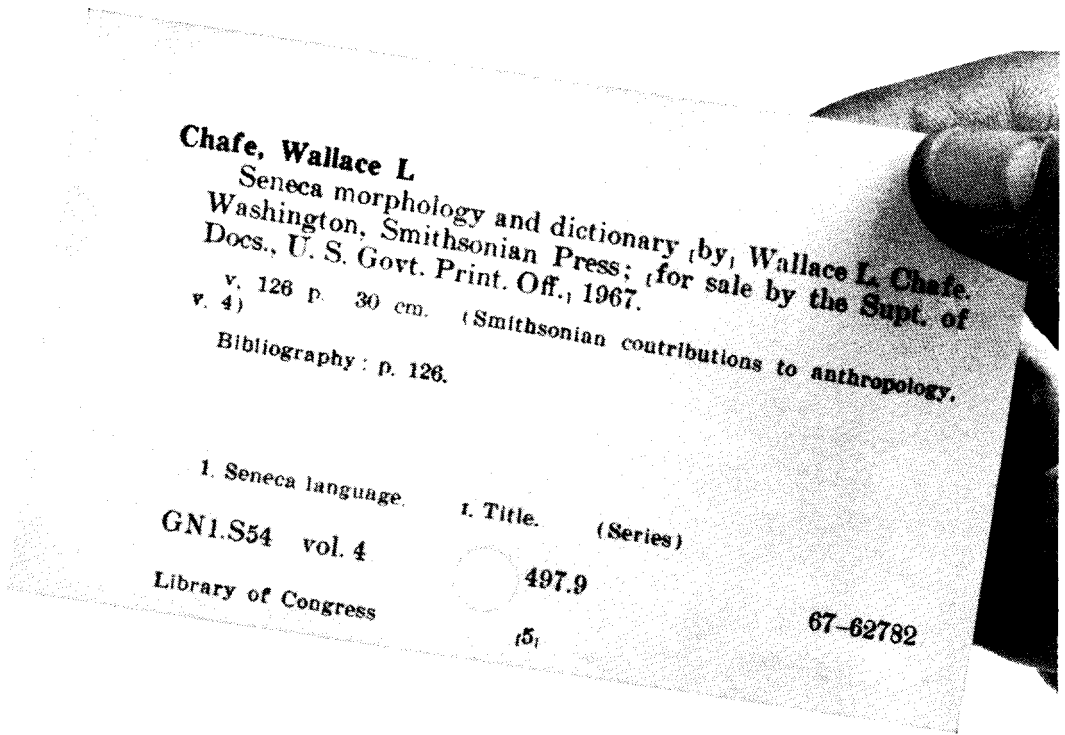 Chafe, Wallace L
Seneca morphology and dictionary [by] Wallace L. Chafe.
Washington, Smithsonian Press; [for sale by the Supt. of
Docs., U. S. Govt. Print. Off.] 1967.
v, 126 p. 30 cm. (Smithsonian coutributions to anthropology,
v. 4)
Bibliography: p. 126.
1. Seneca language. I. Title. (Series)
GN1.S54 vol. 4 497.9 67–62782
Library of Congress [5]